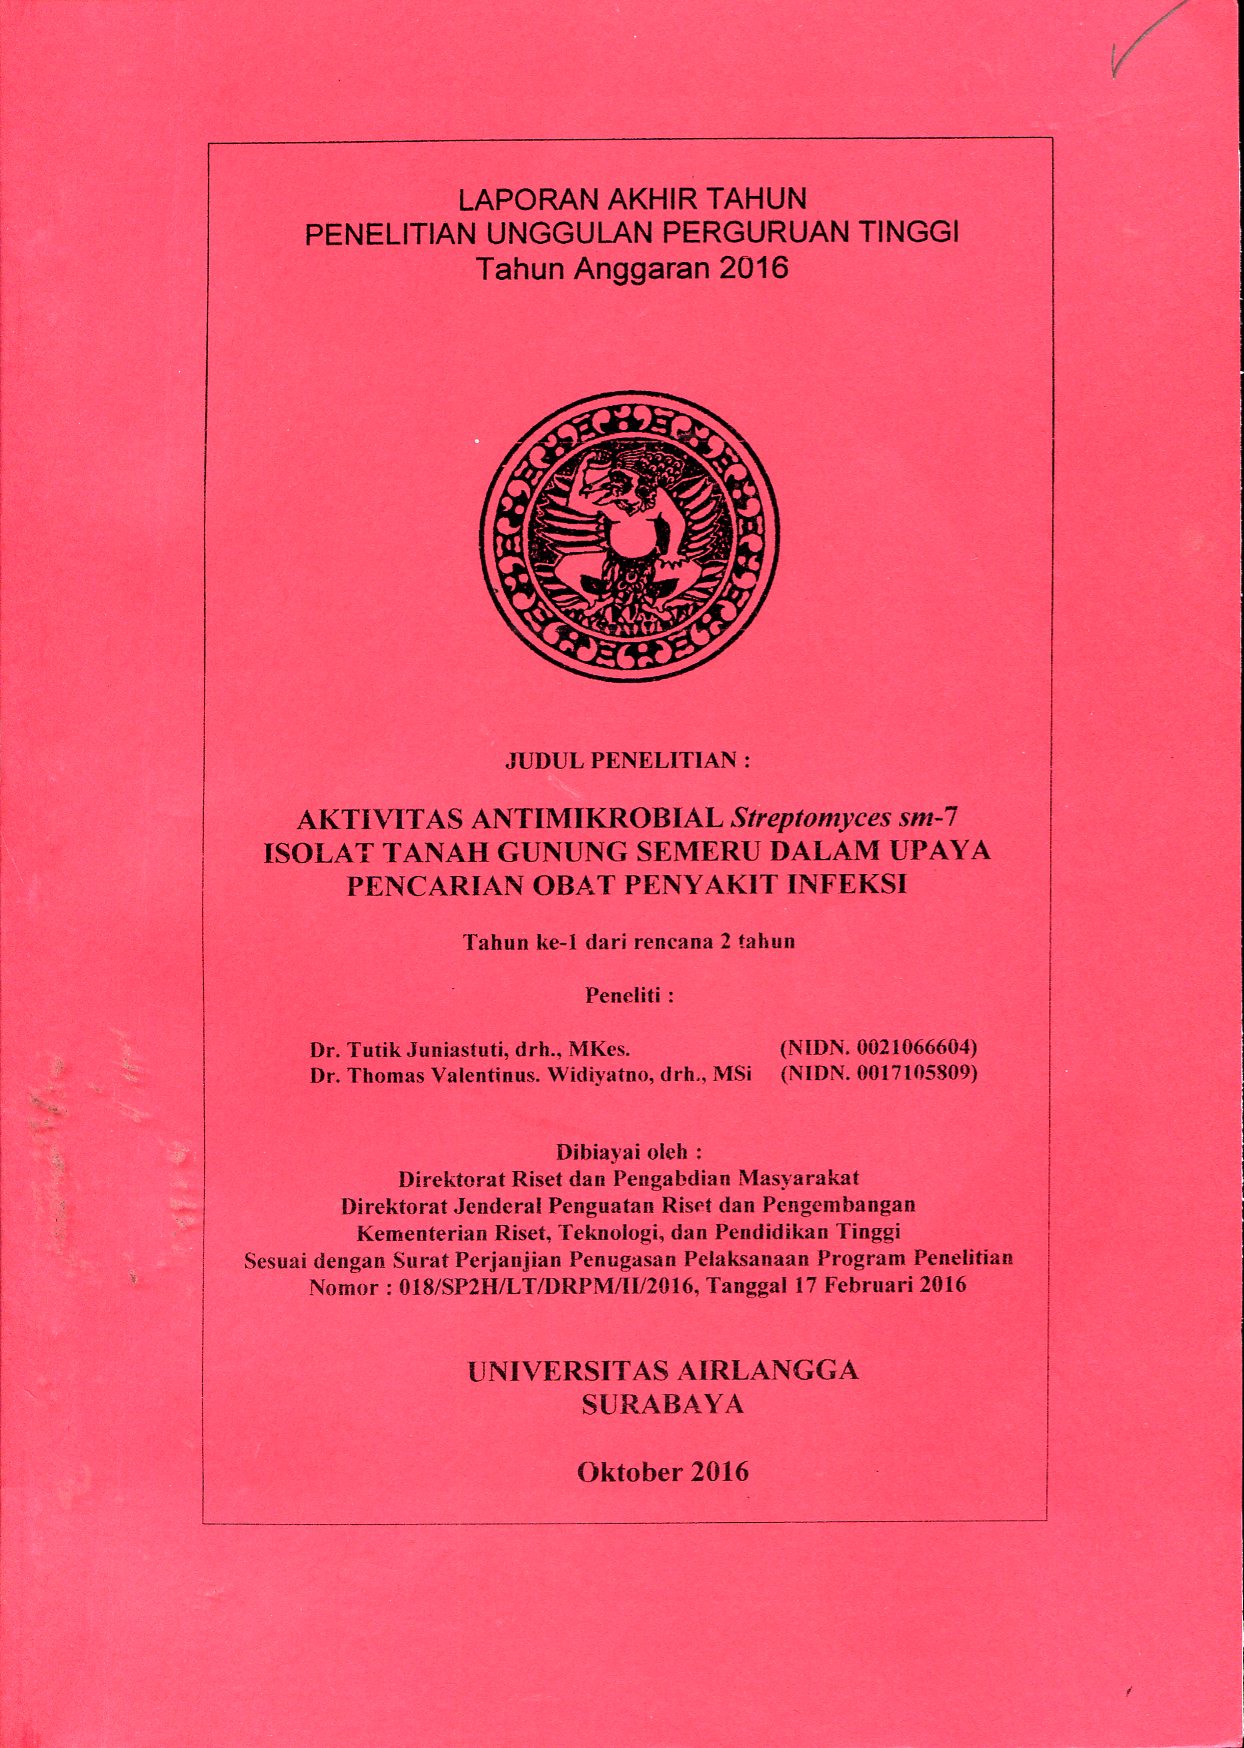 LAPORAN AKHIR TAHUN
PENELITIAN UNGGULAN PERGURUAN TINGGI
Tahun Anggaran 2016
JUDUL PENELITIAN :
AKTIVITAS ANTIMIKROBIAL Streptomyces sm-7
ISOLAT TANAH GUNUNG SEMERU DALAM UPAYA
PENCARIAN OBAT PENYAKIT INFEKSI
Tahun ke-1 dari rencana 2 tahun
Peneliti :
Dr. Tutik Juniastuti, drh., MKes. (NIDN. 0021066604)
Dr. Thomas Valentinus. Widiyatno, drh., MSi (NIDN. 0017105809)
Dibiayai oleh :
Direktorat Riset dan Pengabdian Masyarakat
Direktorat Jenderal Penguatan Riset dan Pengembangan
Kementerian Riset, Teknologi, dan Pendidikan Tinggi
Sesuai dengan Surat Perjanjian Penugasan Pelaksanaan Program Penelitian
Nomor : 018/SP2H/LT/DRPM/II/2016, Tanggal 17 Februari 2016
UNIVERSITAS AIRLANGGA
SURABAYA
Oktober 2016